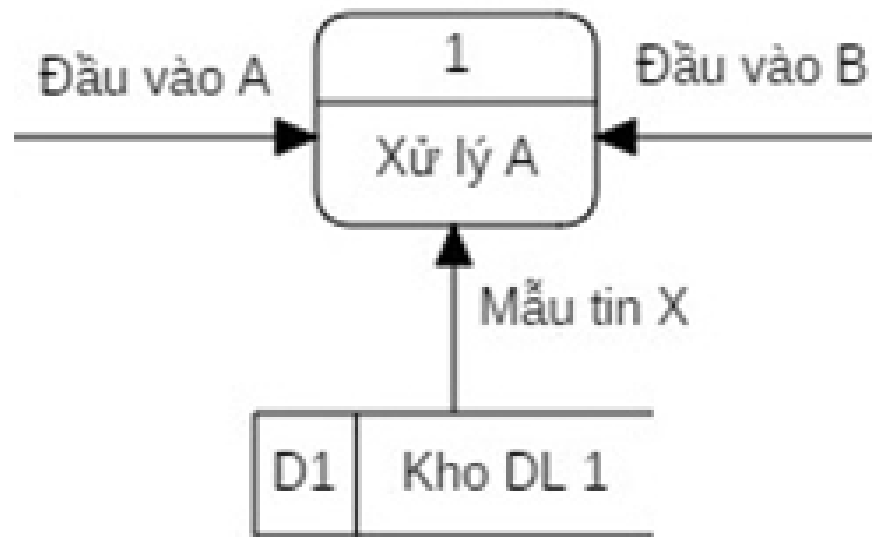 1
Đầu vào A
Đầu vào B
Xử lý A
Mẫu tin X
D1
Kho DL 1